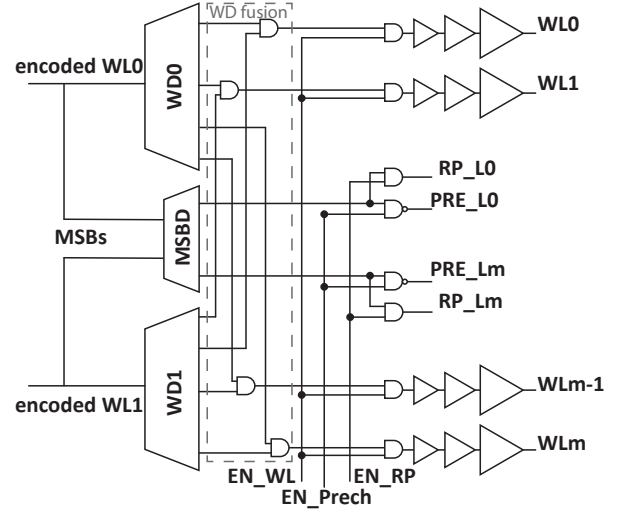 WD fusion
WL0
encoded WL0
WD0
WL1
RP_L0
PRE_L0
MSBs
MSBD
PRE_Lm
RP_Lm
WD1
WLm-1
encoded WL1
WLm
EN_WL
EN_RP
EN_Prech